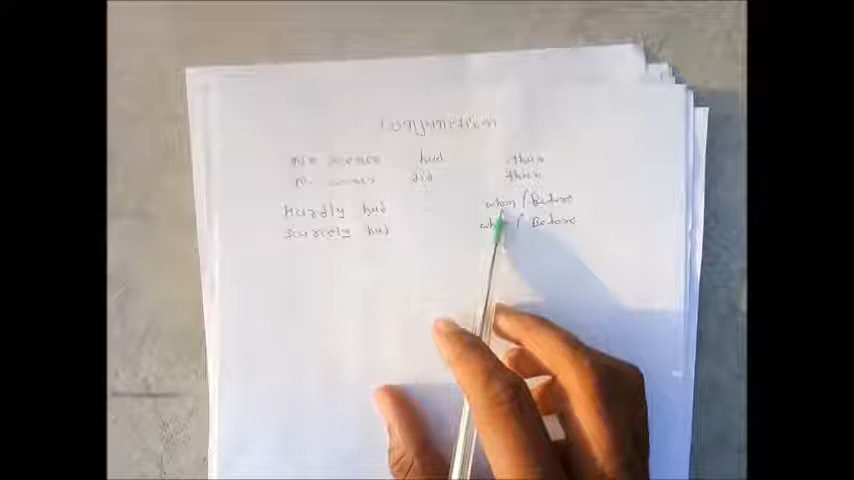 Conjunction
No sooner had than
No sooner did than
Hardly had when / Before
Scarcely had when / Before